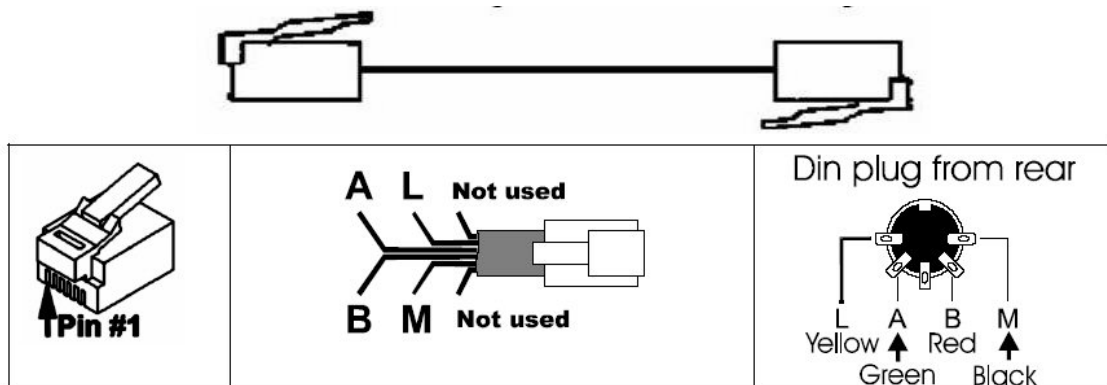 Pin #1
A L Not used
B M Not used
Din plug from rear
L A B M
Yellow Red
Green Black